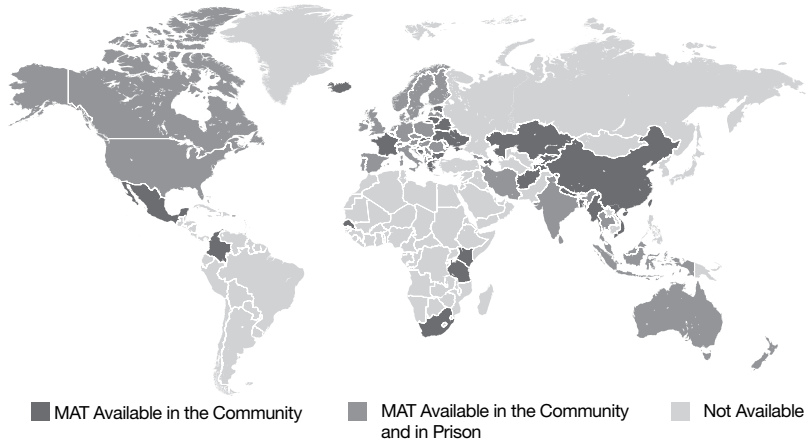 MAT Available in the Community
MAT Available in the Community
and in Prison
Not Available